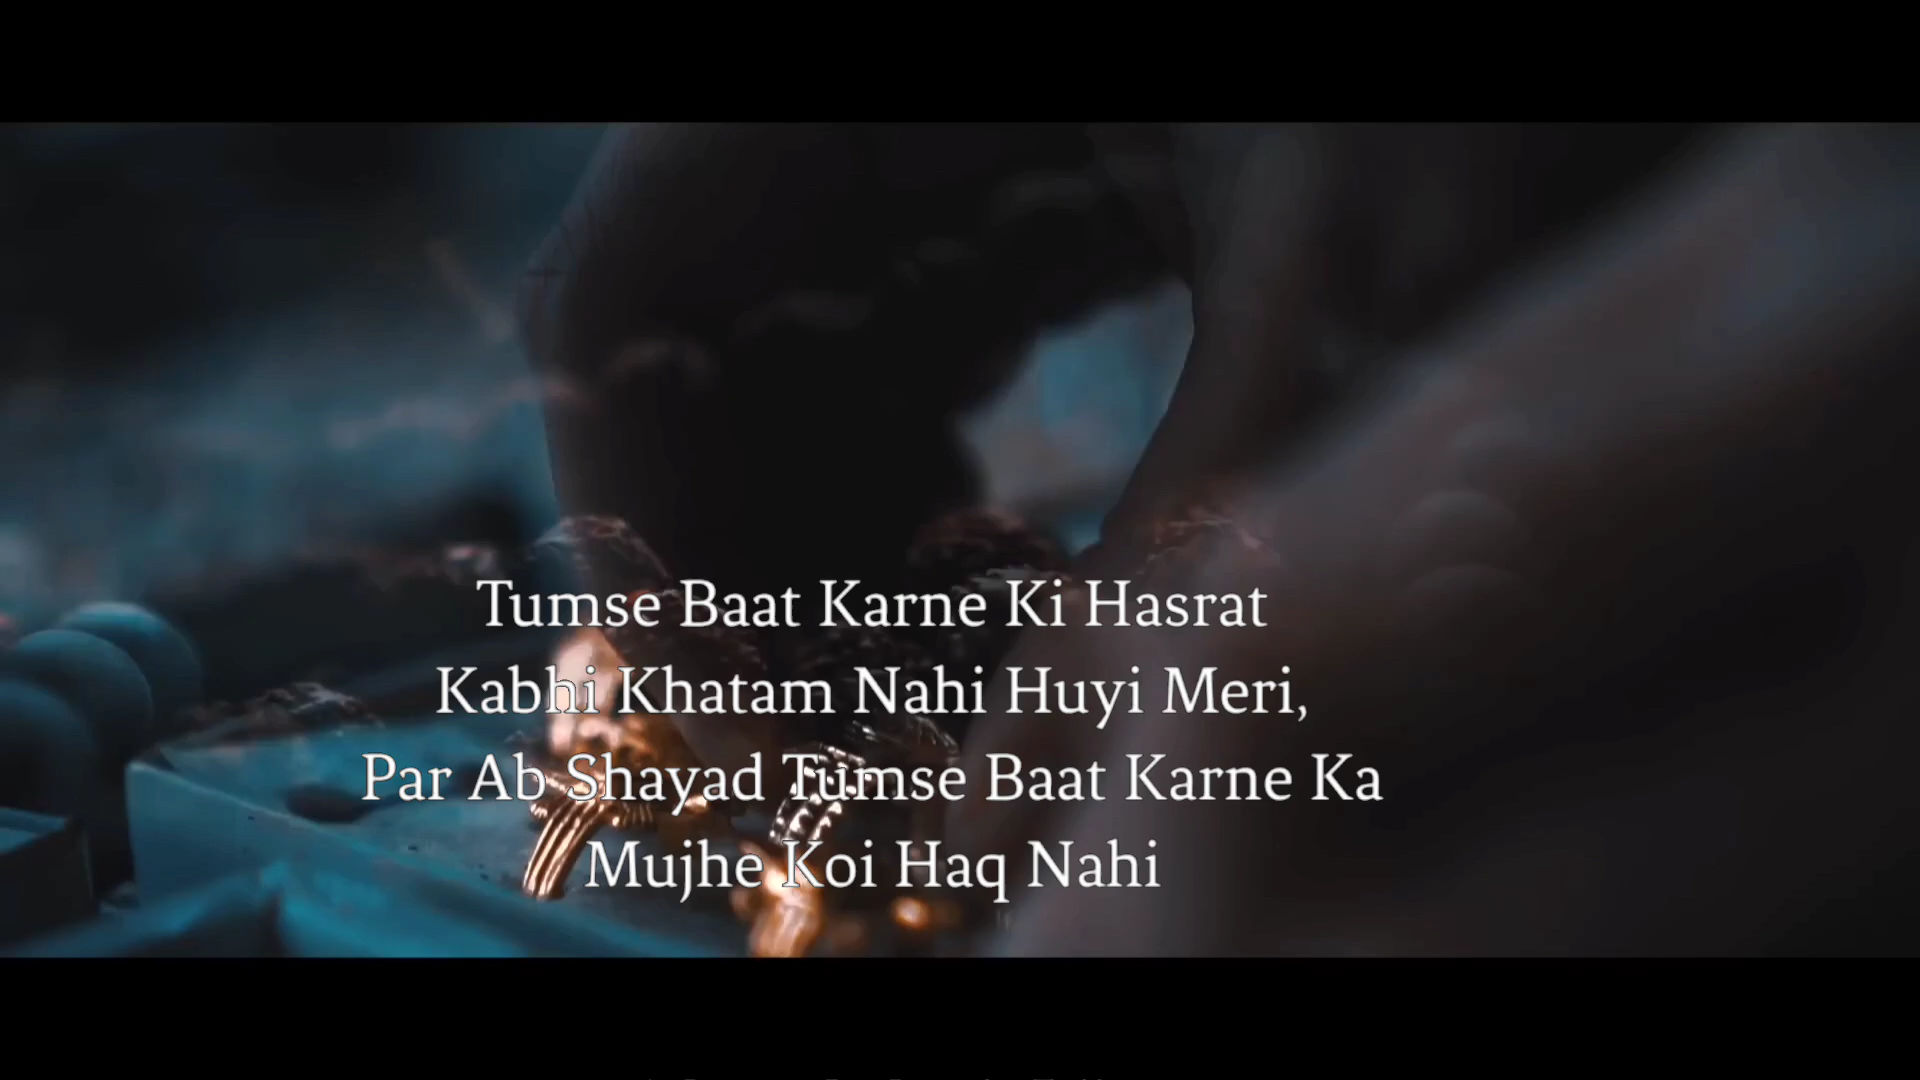 Tumse Baat Karne Ki Hasrat
Kabhi Khatam Nahi Huyi Meri,
Par Ab Shayad Tumse Baat Karne Ka
Mujhe Koi Haq Nahi